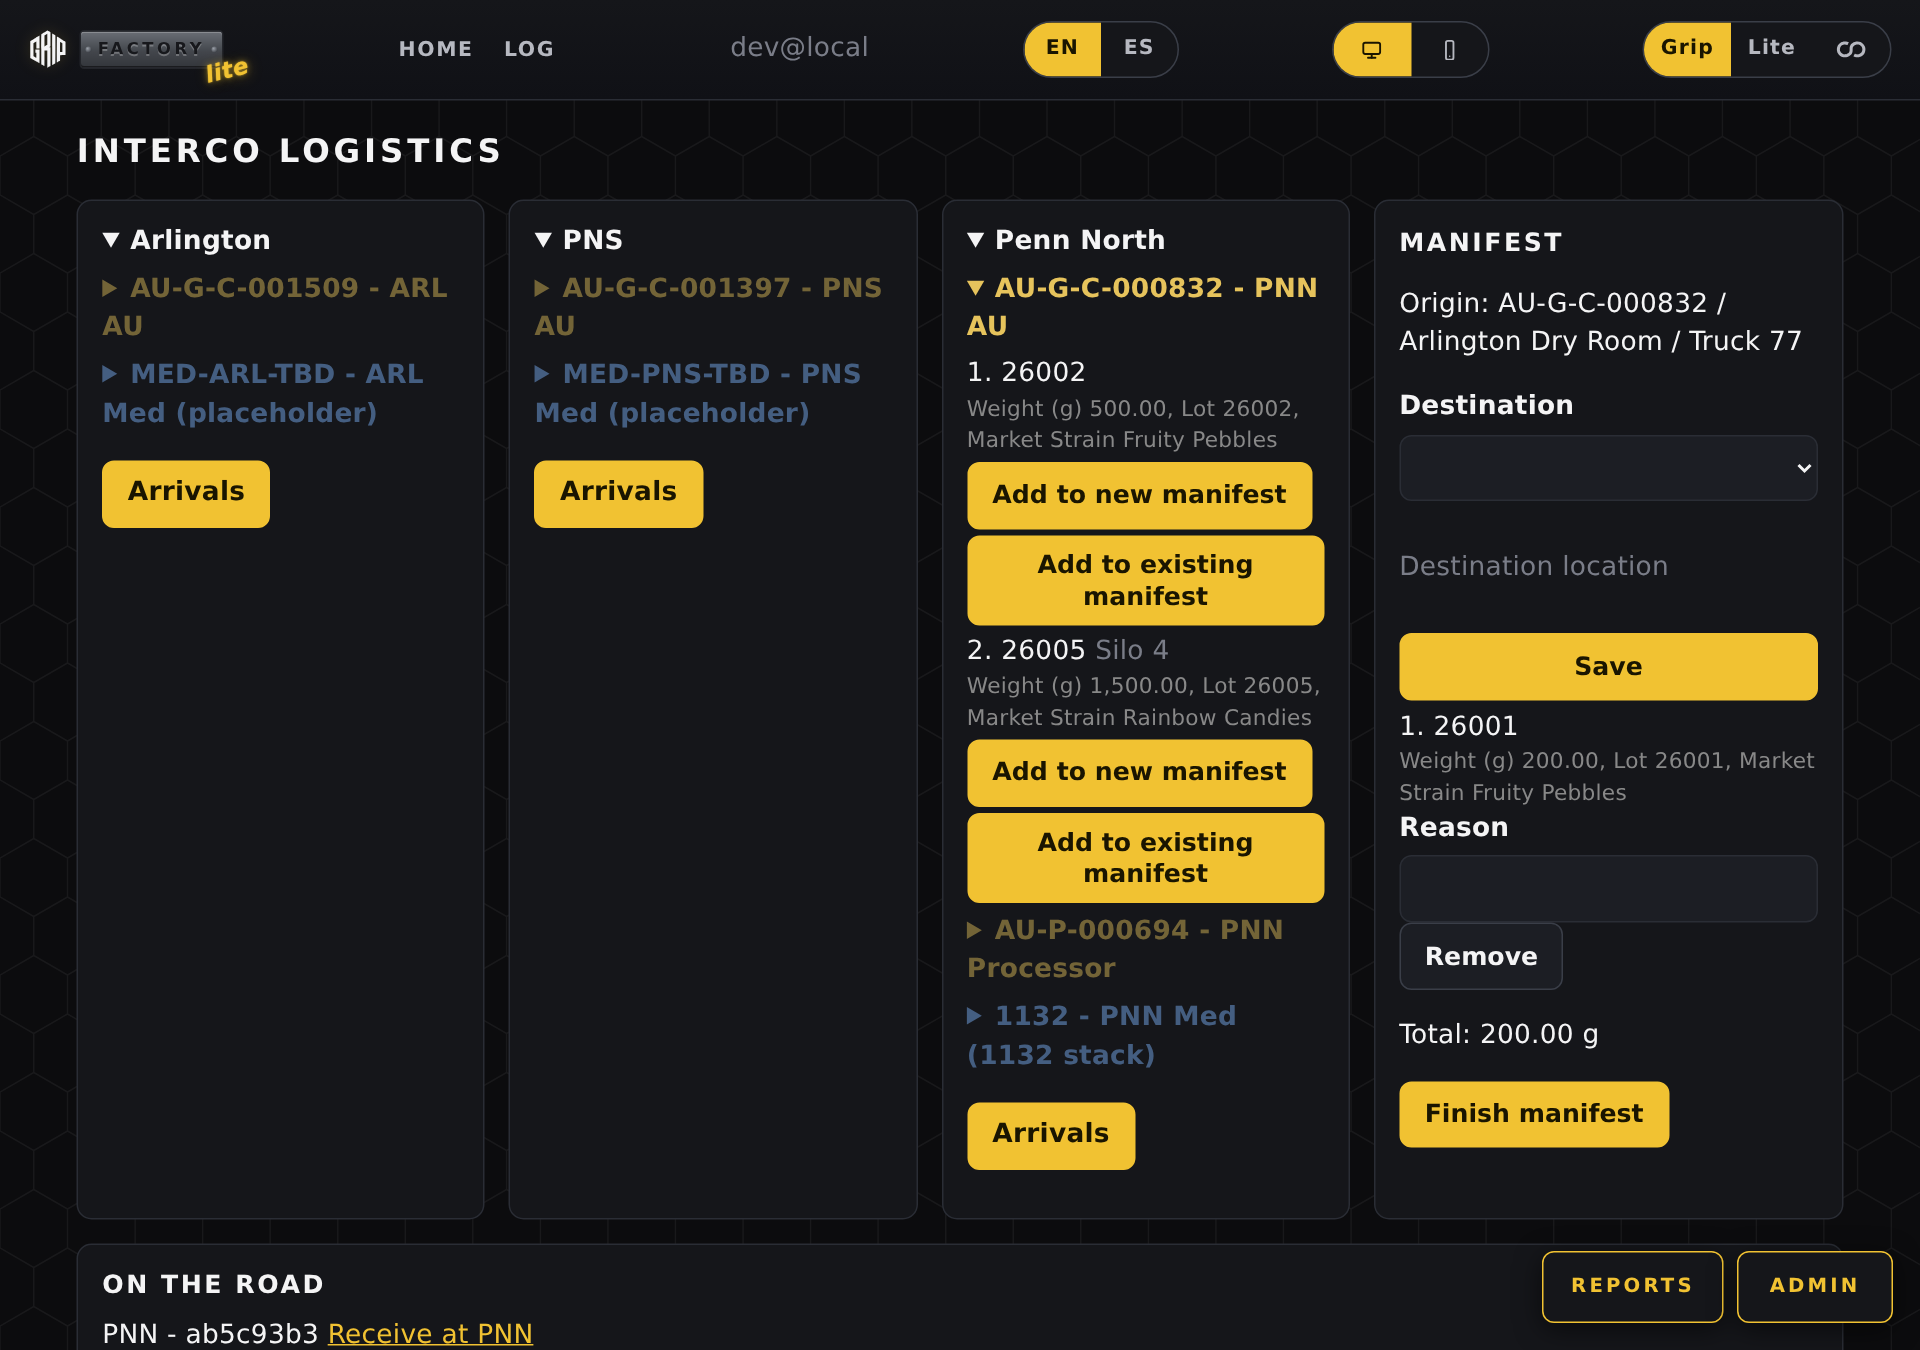 GRIP FACTORY lite
HOME LOG dev@local EN ES Grip Lite
INTERCO LOGISTICS
▼ Arlington
▶ AU-G-C-001509 - ARL
AU
▶ MED-ARL-TBD - ARL
Med (placeholder)
Arrivals
▼ PNS
▶ AU-G-C-001397 - PNS
AU
▶ MED-PNS-TBD - PNS
Med (placeholder)
Arrivals
▼ Penn North
▼ AU-G-C-000832 - PNN
AU
1. 26002
Weight (g) 500.00, Lot 26002,
Market Strain Fruity Pebbles
Add to new manifest
Add to existing
manifest
2. 26005 Silo 4
Weight (g) 1,500.00, Lot 26005,
Market Strain Rainbow Candies
Add to new manifest
Add to existing
manifest
▶ AU-P-000694 - PNN
Processor
▶ 1132 - PNN Med
(1132 stack)
Arrivals
MANIFEST
Origin: AU-G-C-000832 /
Arlington Dry Room / Truck 77
Destination
Destination location
Save
1. 26001
Weight (g) 200.00, Lot 26001, Market
Strain Fruity Pebbles
Reason
Remove
Total: 200.00 g
Finish manifest
ON THE ROAD
PNN - ab5c93b3 Receive at PNN
REPORTS
ADMIN